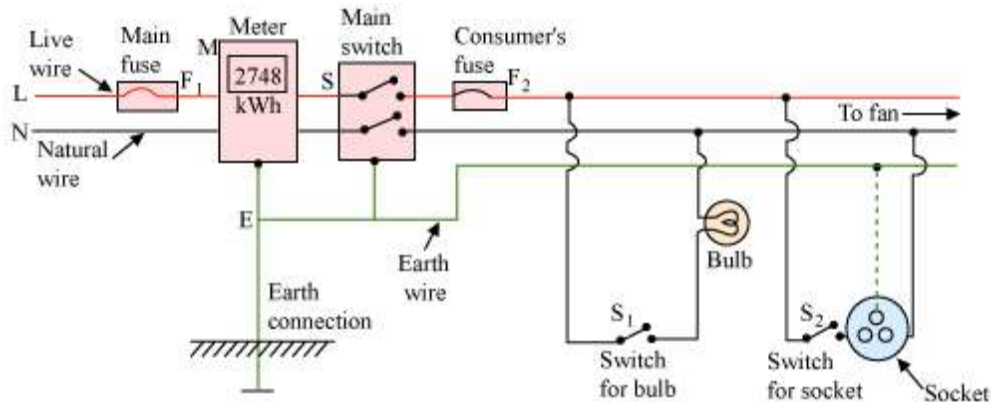 Live
wire
Main
fuse
Meter
Main
switch
Consumer's
fuse
M
F1
2748
kWh
S
F2
L
N
To fan
Natural
wire
E
Earth
wire
Bulb
Earth
connection
S1
Switch
for bulb
S2
Switch
for socket
Socket